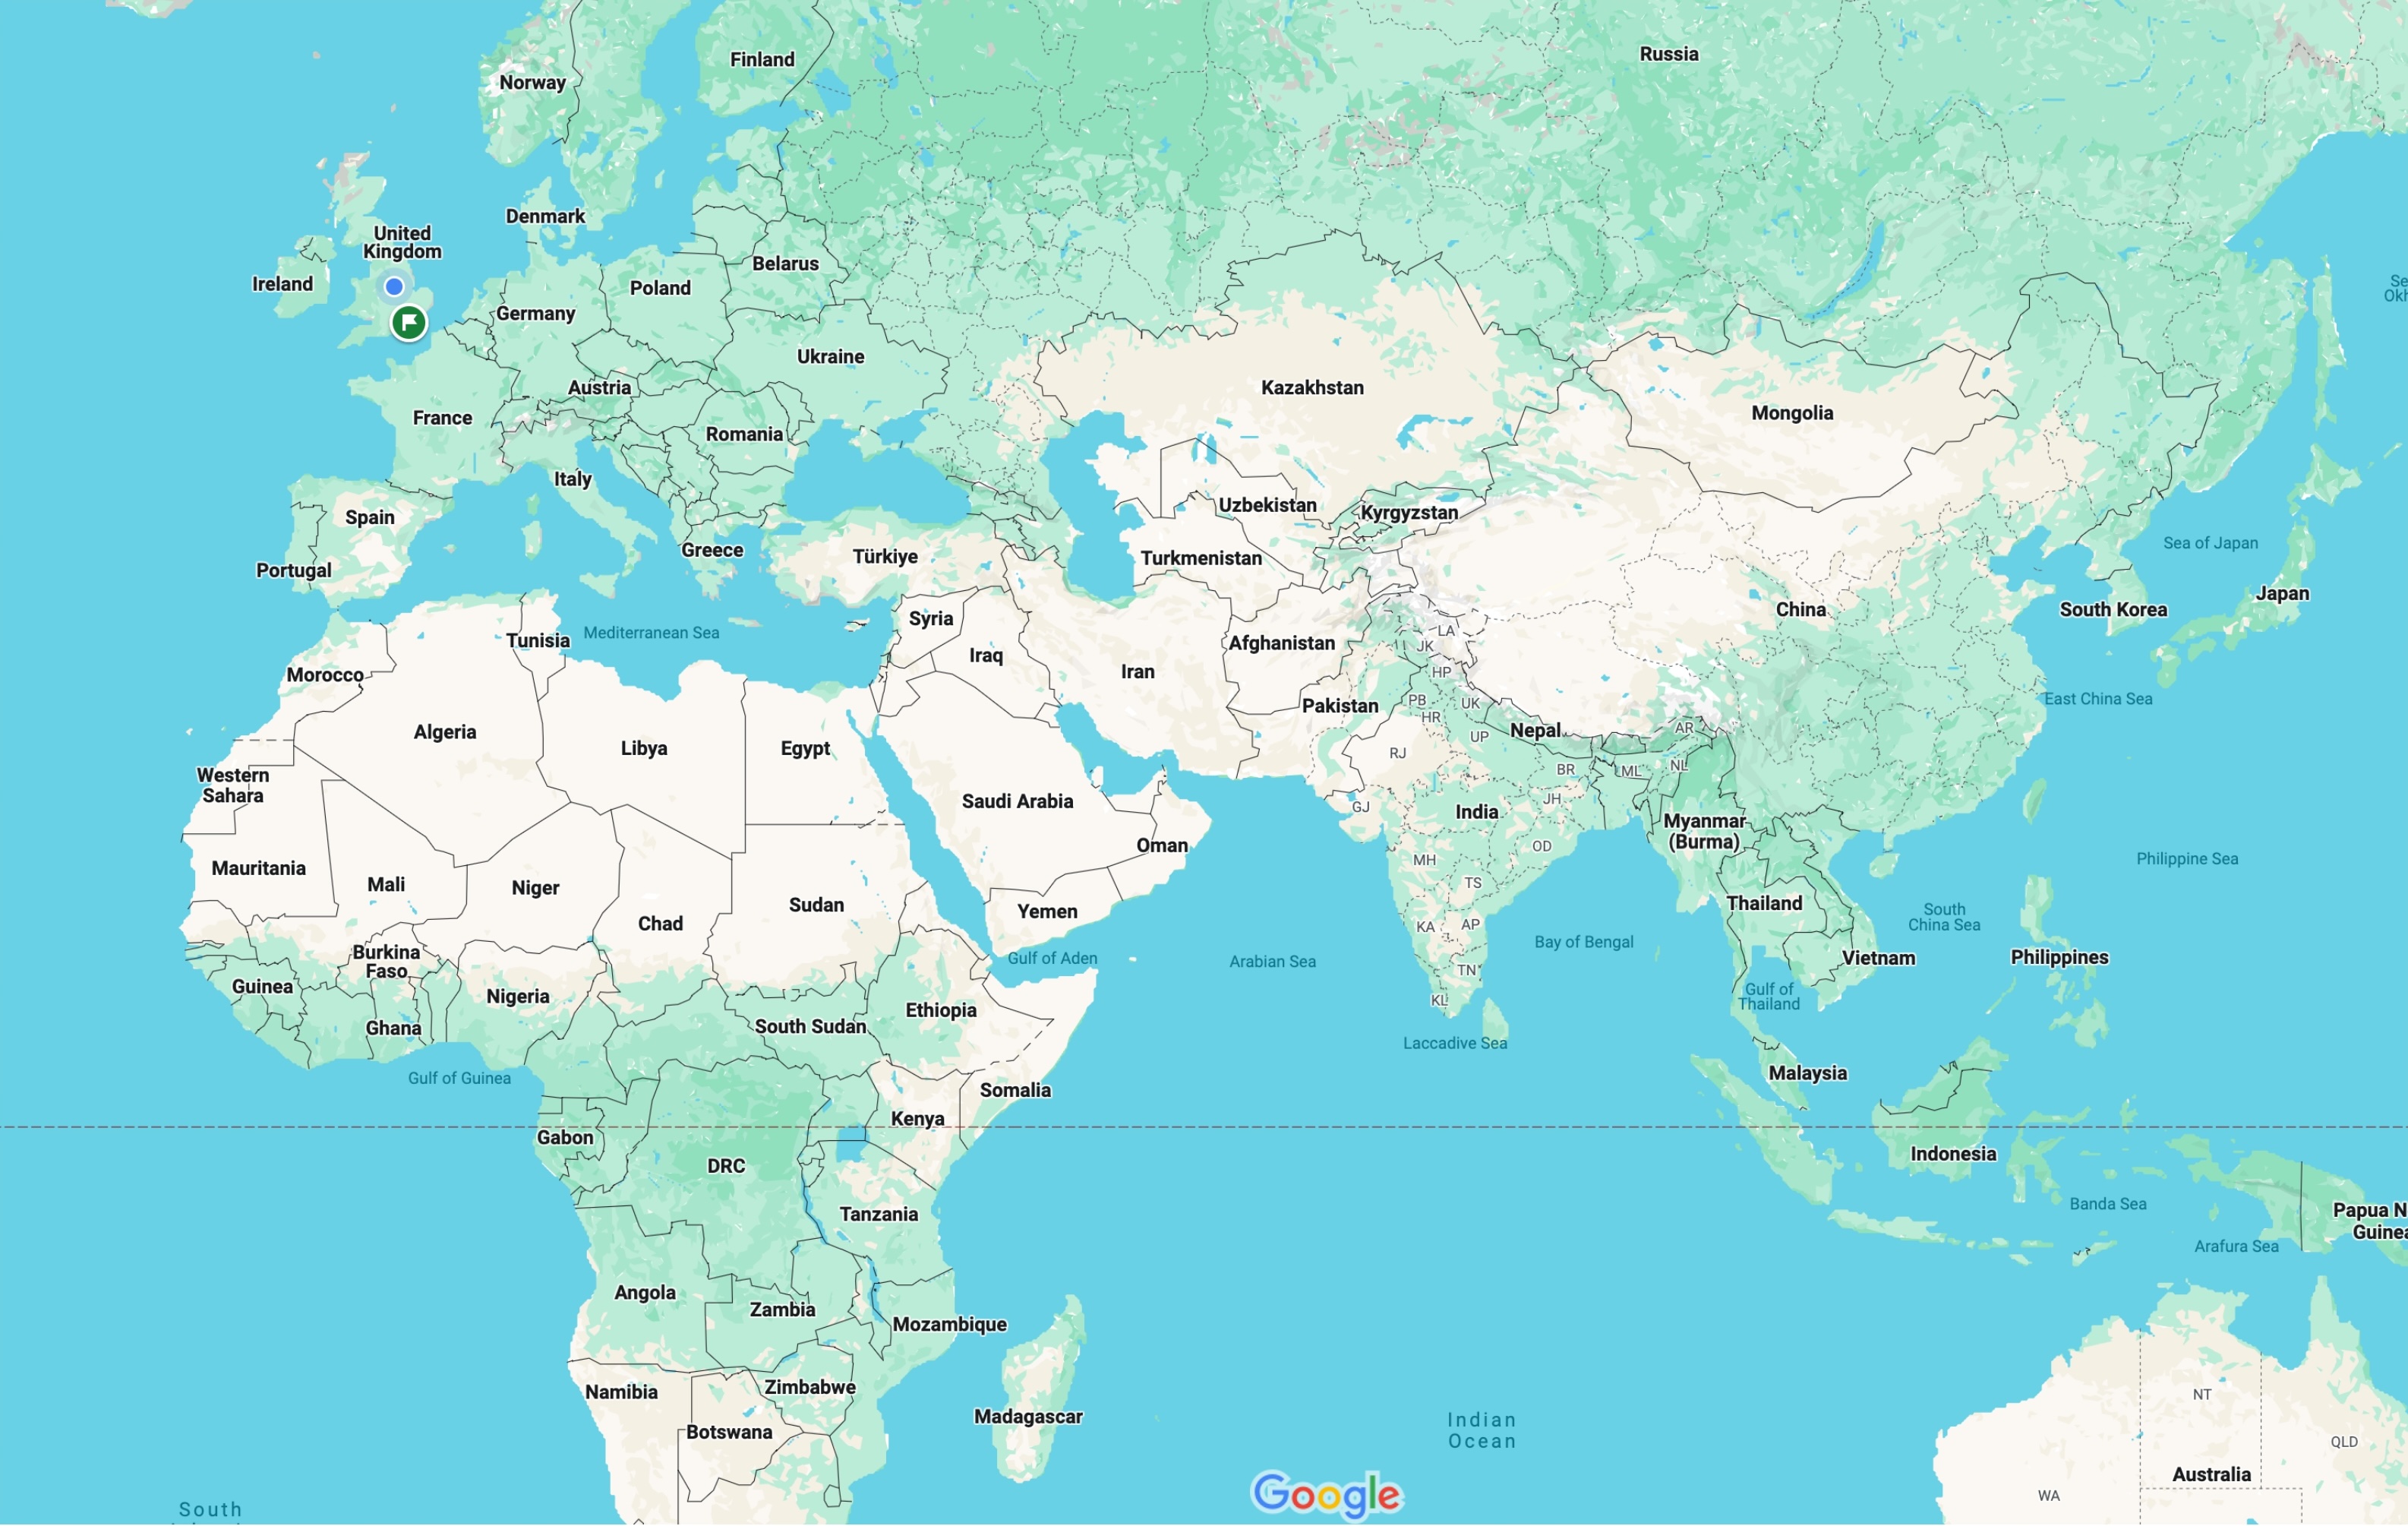 Russia
Finland
Norway
Denmark
United
Kingdom
Belarus
Ireland
Poland
Germany
Ukraine
Austria
Kazakhstan
France
Mongolia
Romania
Italy
Uzbekistan
Kyrgyzstan
Spain
Sea of Japan
Greece
Türkiye
Turkmenistan
Portugal
Japan
China
South Korea
Syria
LA
Mediterranean Sea
Tunisia
Afghanistan
JK
Iraq
Iran
HP
Morocco
East China Sea
PB
UK
Pakistan
HR
AR
Nepal
Algeria
UP
Libya
Egypt
RJ
NL
BR
ML
Western
Sahara
JH
Saudi Arabia
GJ
India
Myanmar
(Burma)
Oman
OD
Philippine Sea
MH
Mauritania
TS
Mali
Niger
Thailand
Sudan
South
China Sea
Yemen
Chad
AP
KA
Bay of Bengal
Burkina
Faso
Philippines
Vietnam
Gulf of Aden
Arabian Sea
TN
Guinea
Gulf of
Thailand
Nigeria
KL
Ethiopia
South Sudan
Ghana
Laccadive Sea
Malaysia
Gulf of Guinea
Somalia
Kenya
Gabon
Indonesia
DRC
Banda Sea
Papua N
Guinea
Tanzania
Arafura Sea
Angola
Zambia
Mozambique
Zimbabwe
Namibia
NT
Madagascar
Indian
Ocean
Botswana
QLD
Australia
Google
WA
South